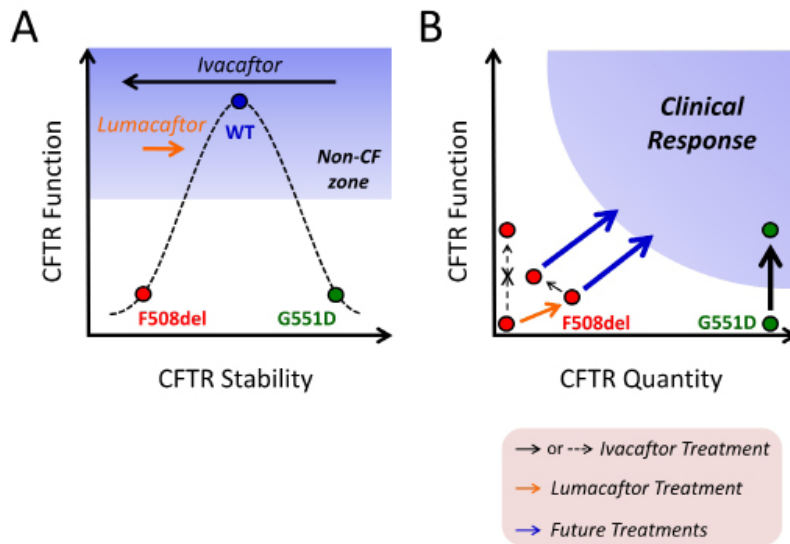 A
CFTR Function
Ivacaftor
Lumacaftor
WT
Non-CF
zone
F508del
G551D
CFTR Stability
B
CFTR Function
Clinical
Response
F508del
G551D
CFTR Quantity
or Ivacaftor Treatment
Lumacaftor Treatment
Future Treatments